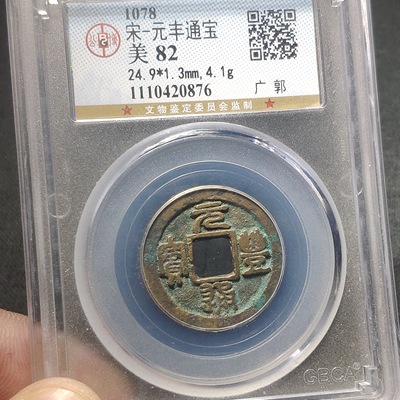 1078
宋-元丰通宝
美 82
24.9*1.3mm,4.1g
广 郭
1110420876
★ 文物鉴定委员会监制 ★
元豐通寳
GBCA